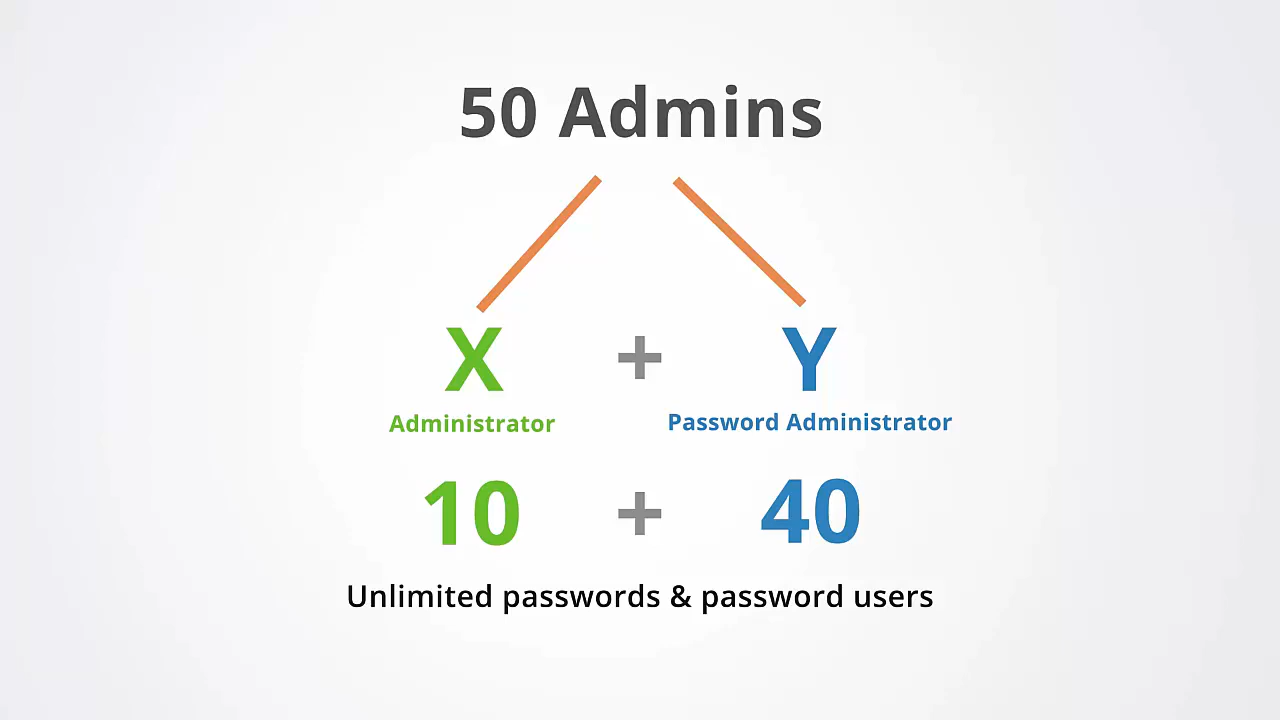 50 Admins
X + Y
Administrator Password Administrator
10 + 40
Unlimited passwords & password users